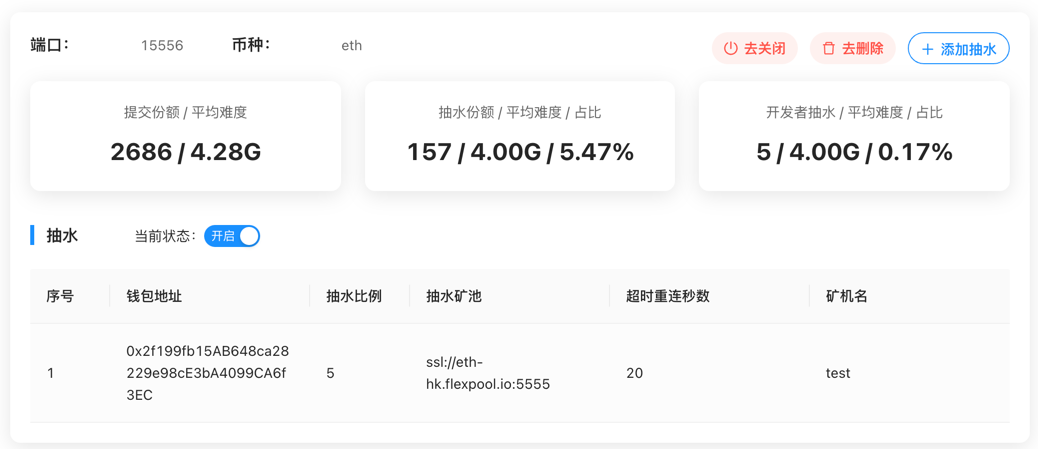 端口： 15556 币种： eth 去关闭 去删除 + 添加抽水
提交份额 / 平均难度 抽水份额 / 平均难度 / 占比 开发者抽水 / 平均难度 / 占比
2686 / 4.28G 157 / 4.00G / 5.47% 5 / 4.00G / 0.17%
抽水 当前状态： 开启
序号 钱包地址 抽水比例 抽水矿池 超时重连秒数 矿机名
1 0x2f199fb15AB648ca28 5 ssl://eth- 20 test
229e98cE3bA4099CA6f hk.flexpool.io:5555
3EC